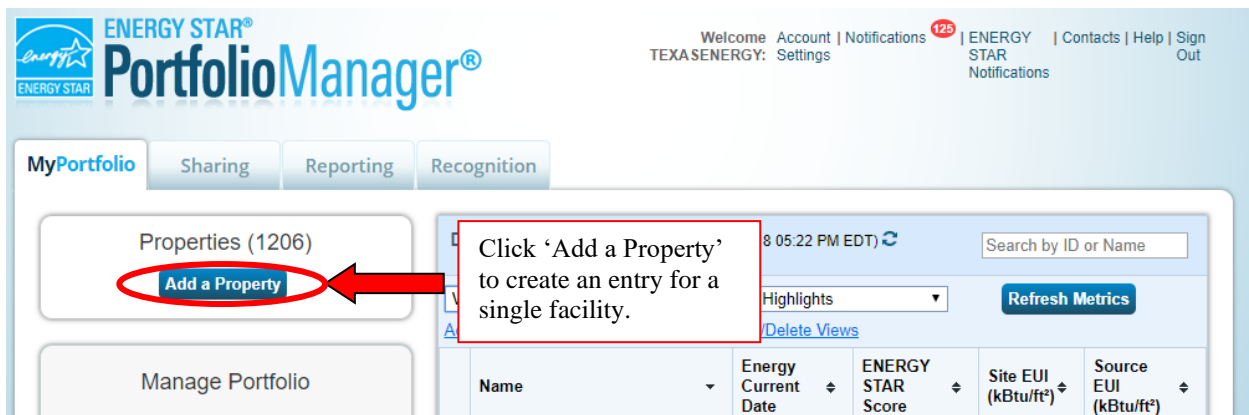 ENERGY STAR®
PortfolioManager®
energy
ENERGY STAR
Welcome TEXASENERGY:
Account Settings
| Notifications 125
| ENERGY STAR Notifications
| Contacts | Help | Sign Out
MyPortfolio
Sharing
Reporting
Recognition
Properties (1206)
Add a Property
Manage Portfolio
Click ‘Add a Property’
to create an entry for a
single facility.
8 05:22 PM EDT)
Search by ID or Name
Highlights
Refresh Metrics
/Delete Views
Name
Energy
Current
Date
ENERGY
STAR
Score
Site EUI
(kBtu/ft²)
Source
EUI
(kBtu/ft²)